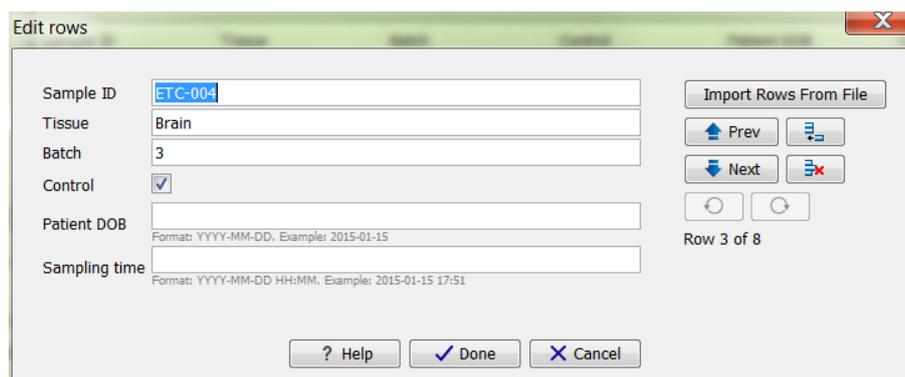 Edit rows
Sample ID ETC-004
Import Rows From File
Tissue Brain
Prev
Batch 3
Next
Control
Patient DOB
Format: YYYY-MM-DD. Example: 2015-01-15
Row 3 of 8
Sampling time
Format: YYYY-MM-DD HH:MM. Example: 2015-01-15 17:51
? Help
Done
Cancel